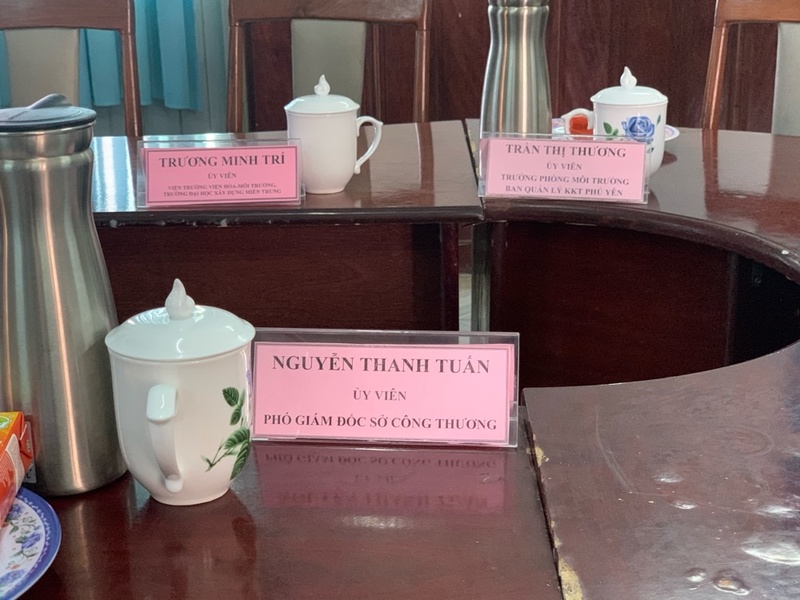 TRƯƠNG MINH TRÍ
ỦY VIÊN
VIỆN TRƯỞNG VIỆN HÓA-MÔI TRƯỜNG,
TRƯỜNG ĐẠI HỌC XÂY DỰNG MIỀN TRUNG
TRẦN THỊ THƯƠNG
ỦY VIÊN
TRƯỞNG PHÒNG MÔI TRƯỜNG
BAN QUẢN LÝ KKT PHÚ YÊN
NGUYỄN THANH TUẤN
ỦY VIÊN
PHÓ GIÁM ĐỐC SỞ CÔNG THƯƠNG